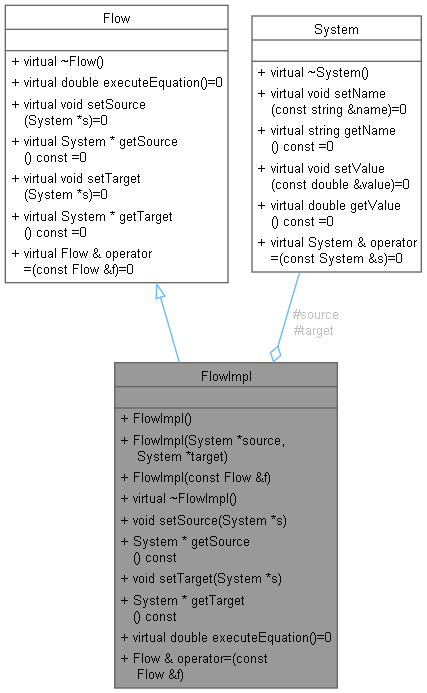 Flow
+ virtual ~Flow()
+ virtual double executeEquation()=0
+ virtual void setSource
(System *s)=0
+ virtual System * getSource
() const =0
+ virtual void setTarget
(System *s)=0
+ virtual System * getTarget
() const =0
+ virtual Flow & operator
=(const Flow &f)=0
System
+ virtual ~System()
+ virtual void setName
(const string &name)=0
+ virtual string getName
() const =0
+ virtual void setValue
(const double &value)=0
+ virtual double getValue
() const =0
+ virtual System & operator
=(const System &s)=0
#source
#target
FlowImpl
+ FlowImpl()
+ FlowImpl(System *source,
System *target)
+ FlowImpl(const Flow &f)
+ virtual ~FlowImpl()
+ void setSource(System *s)
+ System * getSource
() const
+ void setTarget(System *s)
+ System * getTarget
() const
+ virtual double executeEquation()=0
+ Flow & operator=(const
Flow &f)